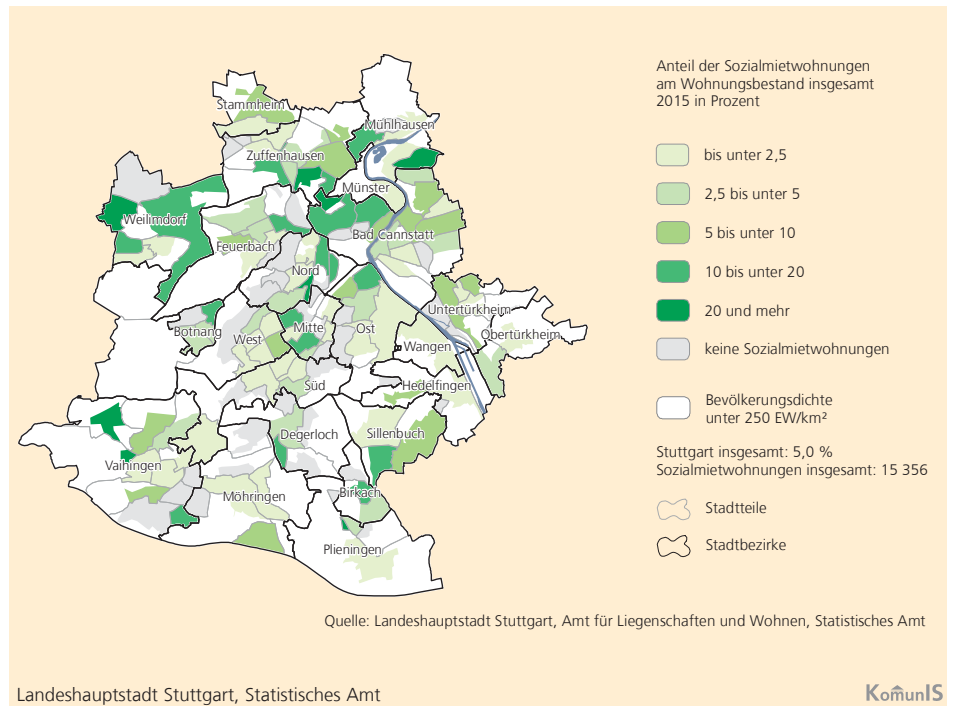 Anteil der Sozialmietwohnungen
am Wohnungsbestand insgesamt
2015 in Prozent
bis unter 2,5
2,5 bis unter 5
5 bis unter 10
10 bis unter 20
20 und mehr
keine Sozialmietwohnungen
Bevölkerungsdichte
unter 250 EW/km²
Stuttgart insgesamt: 5,0 %
Sozialmietwohnungen insgesamt: 15 356
Stadtteile
Stadtbezirke
Stammheim
Mühlhausen
Zuffenhausen
Münster
Weilimdorf
Bad Cannstatt
Feuerbach
Nord
Untertürkheim
Botnang
Mitte
Ost
Obertürkheim
West
Wangen
Süd
Hedelfingen
Degerloch
Sillenbuch
Vaihingen
Möhringen
Birkach
Plieningen
Quelle: Landeshauptstadt Stuttgart, Amt für Liegenschaften und Wohnen, Statistisches Amt
Landeshauptstadt Stuttgart, Statistisches Amt
KomunIS